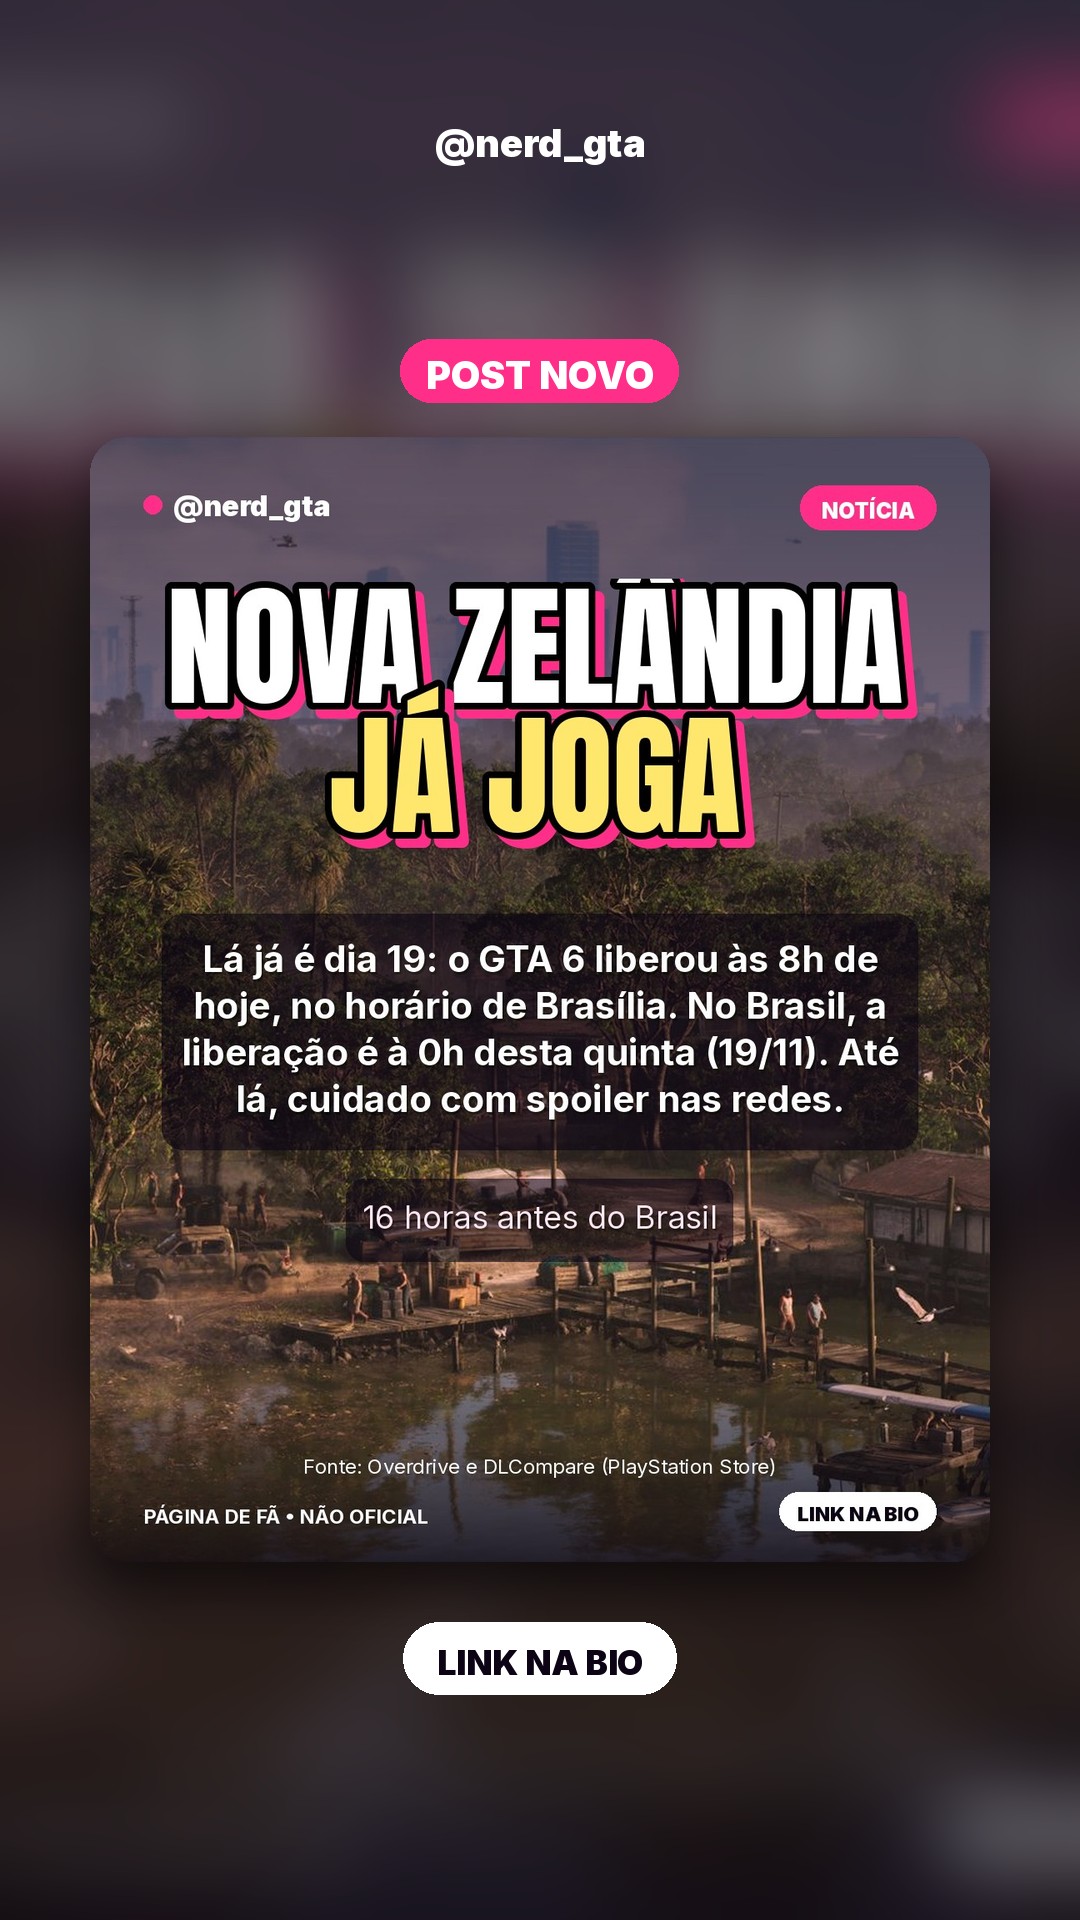 @nerd_gta
POST NOVO
@nerd_gta
NOTÍCIA
NOVA ZELÂNDIA
JÁ JOGA
Lá já é dia 19: o GTA 6 liberou às 8h de
hoje, no horário de Brasília. No Brasil, a
liberação é à 0h desta quinta (19/11). Até
lá, cuidado com spoiler nas redes.
16 horas antes do Brasil
Fonte: Overdrive e DLCompare (PlayStation Store)
PÁGINA DE FÃ • NÃO OFICIAL
LINK NA BIO
LINK NA BIO